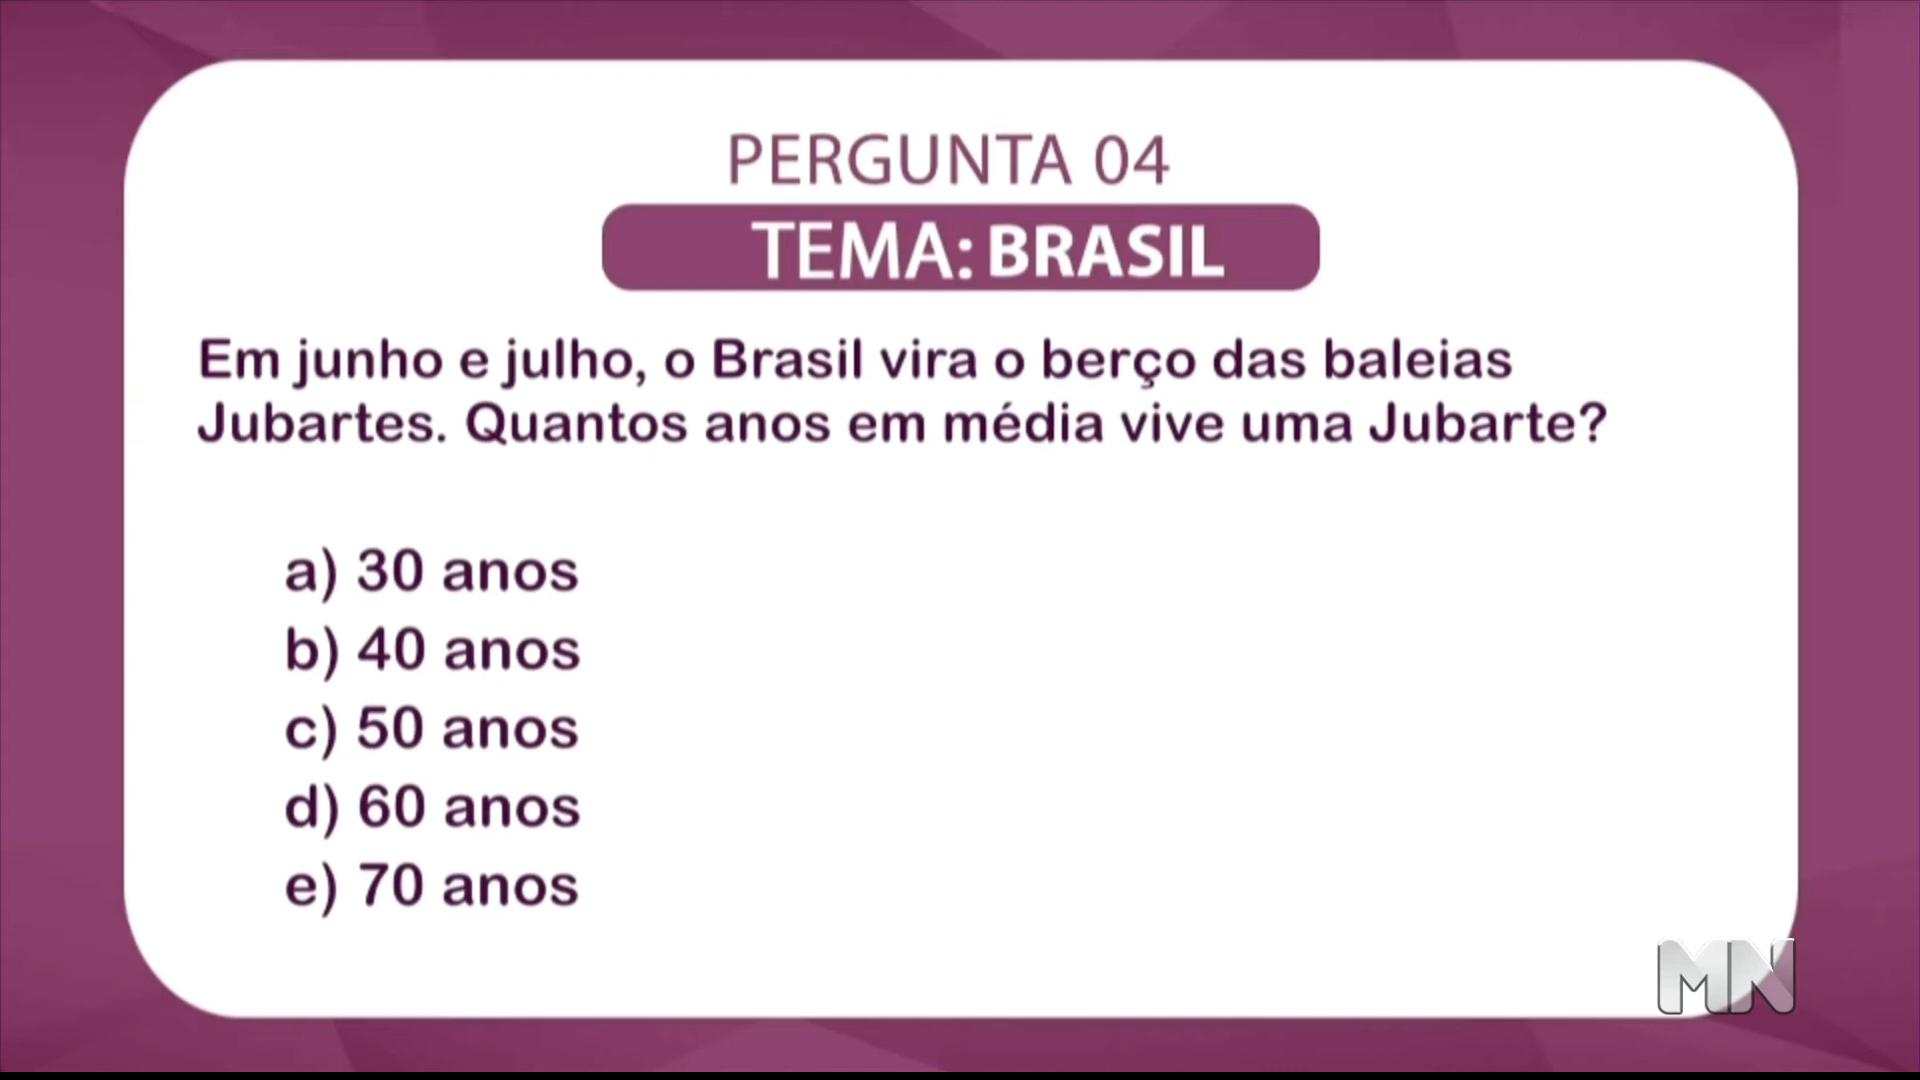 PERGUNTA 04
TEMA: BRASIL
Em junho e julho, o Brasil vira o berço das baleias
Jubartes. Quantos anos em média vive uma Jubarte?
a) 30 anos
b) 40 anos
c) 50 anos
d) 60 anos
e) 70 anos
MN